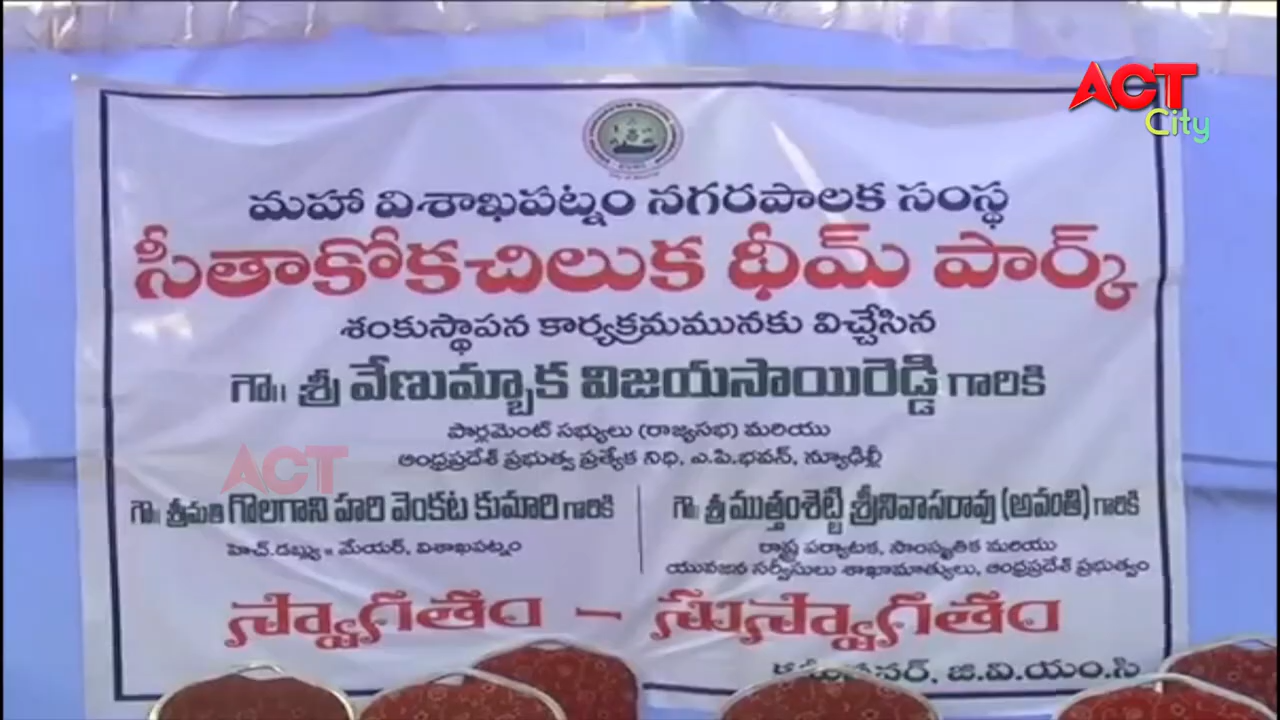 ACT
City
మహా విశాఖపట్నం నగరపాలక సంస్థ
సీతాకోకచిలుక థీమ్ పార్క్
శంకుస్థాపన కార్యక్రమమునకు విచ్చేసిన
గౌ॥ శ్రీ వేణుమ్బాక విజయసాయిరెడ్డి గారికి
పార్లమెంట్ సభ్యులు (రాజ్యసభ) మరియు
ఆంధ్రప్రదేశ్ ప్రభుత్వ ప్రత్యేక నిధి, ఎ.పి.భవన్, న్యూఢిల్లీ
ACT
గౌ॥ శ్రీమతి గొలగాని హరి వెంకట కుమారి గారికి
హెచ్.డబ్ల్యు॥ మేయర్, విశాఖపట్నం
గౌ॥ శ్రీ ముత్తంశెట్టి శ్రీనివాసరావు (అవంతి) గారికి
రాష్ట్ర పర్యాటక, సాంస్కృతిక మరియు
యువజన సర్వీసులు శాఖామాత్యులు, ఆంధ్రప్రదేశ్ ప్రభుత్వం
స్వాగతం - సుస్వాగతం
జి.వి.యం.సి